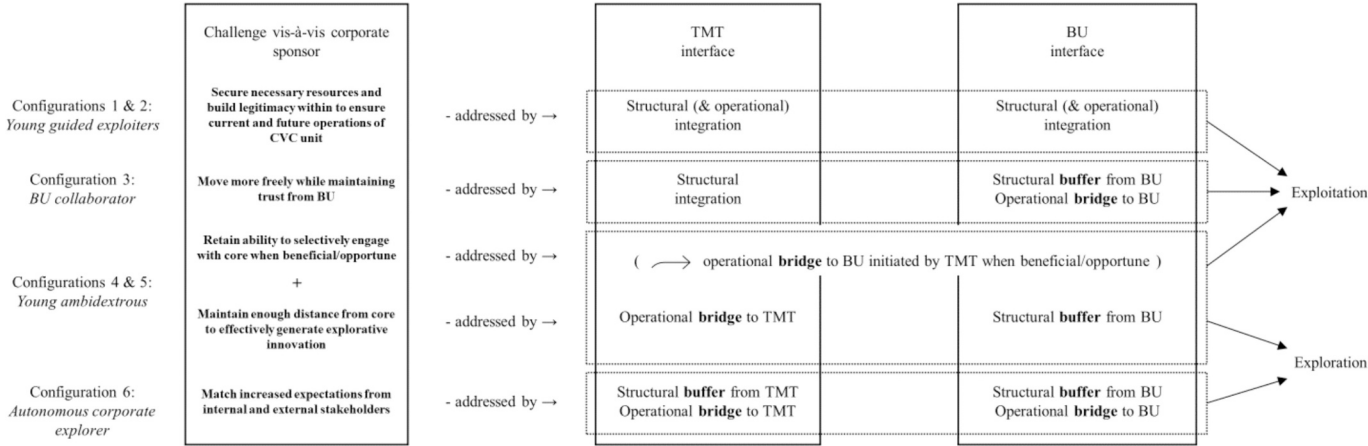 Challenge vis-à-vis corporate
sponsor
TMT
interface
BU
interface
Configurations 1 & 2:
Young guided exploiters
Secure necessary resources and
build legitimacy within to ensure
current and future operations of
CVC unit
- addressed by →
Structural (& operational)
integration
Structural (& operational)
integration
Configuration 3:
BU collaborator
Move more freely while maintaining
trust from BU
- addressed by →
Structural
integration
Structural buffer from BU
Operational bridge to BU
Exploitation
Configurations 4 & 5:
Young ambidextrous
Retain ability to selectively engage
with core when beneficial/opportune
- addressed by →
( operational bridge to BU initiated by TMT when beneficial/opportune )
+
Maintain enough distance from core
to effectively generate explorative
innovation
- addressed by →
Operational bridge to TMT
Structural buffer from BU
Exploration
Configuration 6:
Autonomous corporate
explorer
Match increased expectations from
internal and external stakeholders
- addressed by →
Structural buffer from TMT
Operational bridge to TMT
Structural buffer from BU
Operational bridge to BU